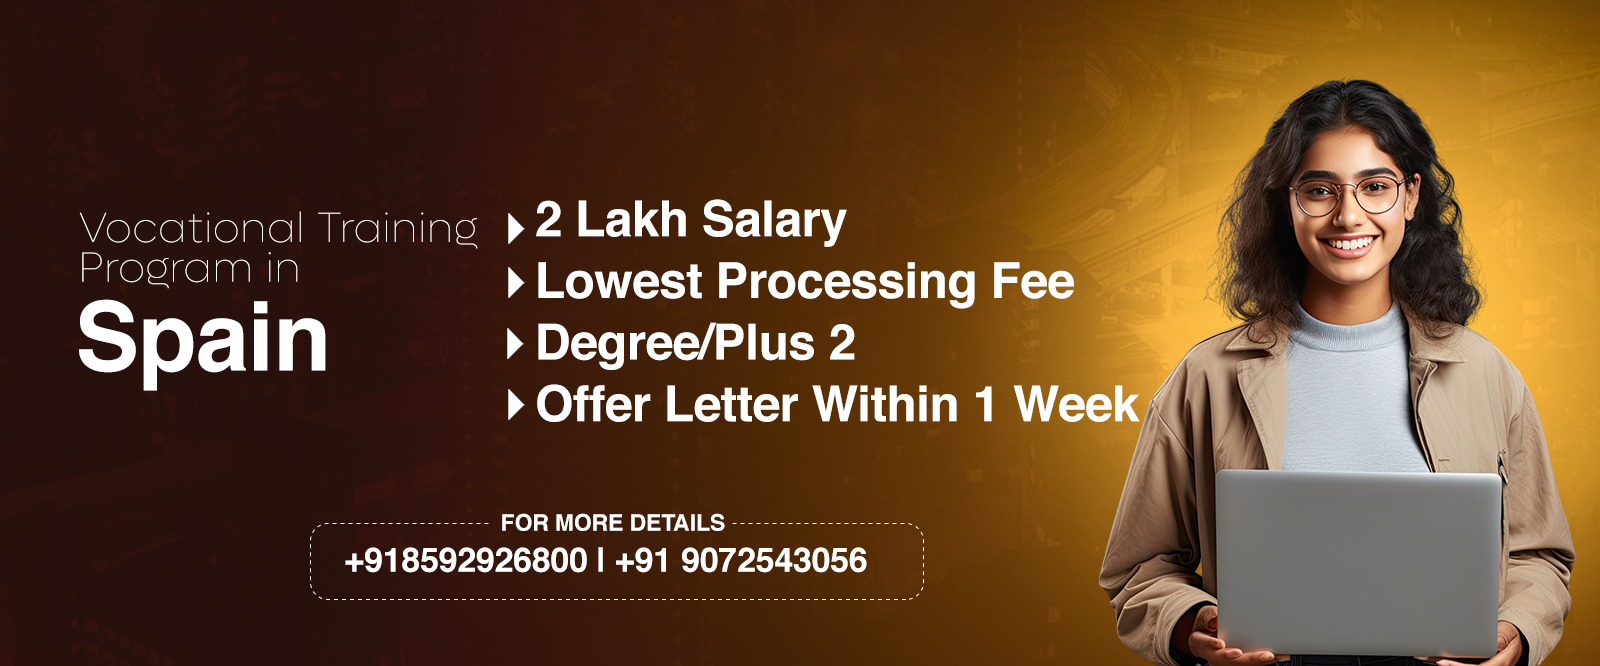 Vocational Training
Program in
Spain
2 Lakh Salary
Lowest Processing Fee
Degree/Plus 2
Offer Letter Within 1 Week
FOR MORE DETAILS
+918592926800 | +91 9072543056